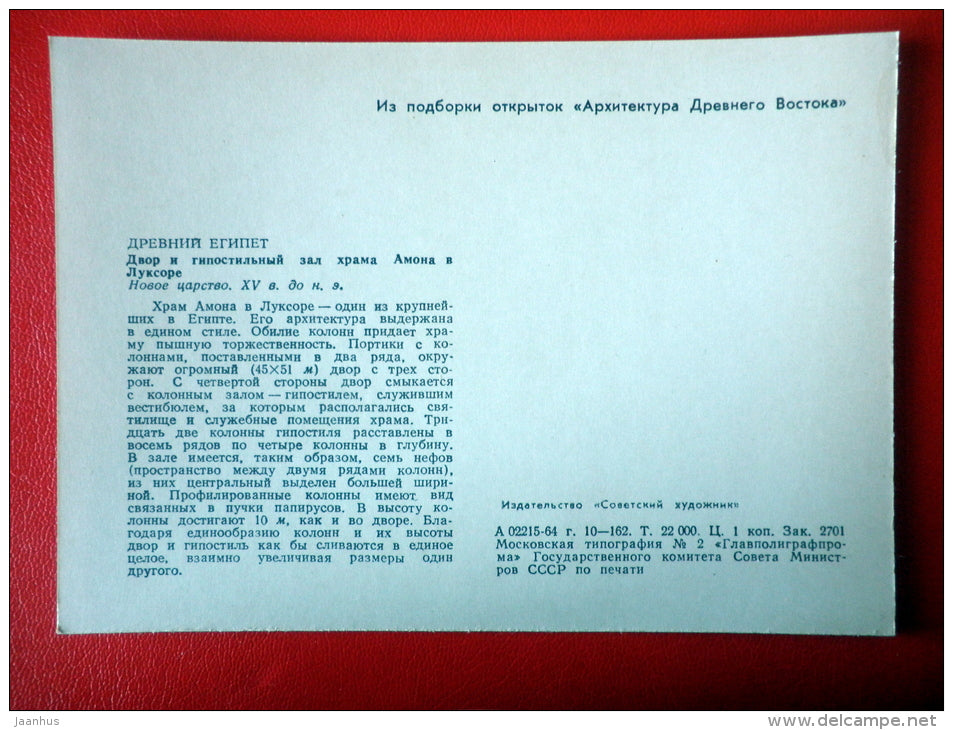 Из подборки открыток «Архитектура Древнего Востока»
ДРЕВНИЙ ЕГИПЕТ
Двор и гипостильный зал храма Амона в
Луксоре
Новое царство. XV в. до н. э.
Храм Амона в Луксоре — один из крупней-
ших в Египте. Его архитектура выдержана
в едином стиле. Обилие колонн придает хра-
му пышную торжественность. Портики с ко-
лоннами, поставленными в два ряда, окру-
жают огромный (45×51 м) двор с трех сто-
рон. С четвертой стороны двор смыкается
с колонным залом — гипостилем, служившим
вестибюлем, за которым располагались свя-
тилище и служебные помещения храма. Три-
дцать две колонны гипостиля расставлены в
восемь рядов по четыре колонны в глубину.
В зале имеется, таким образом, семь нефов
(пространство между двумя рядами колонн),
из них центральный выделен большей шири-
ной. Профилированные колонны имеют вид
связанных в пучки папирусов. В высоту ко-
лонны достигают 10 м, как и во дворе. Бла-
годаря единообразию колонн и их высоты
двор и гипостиль как бы сливаются в единое
целое, взаимно увеличивая размеры один
другого.
Издательство «Советский художник»
А 02215-64 г. 10—162. Т. 22 000. Ц. 1 коп. Зак. 2701
Московская типография № 2 «Главполиграфпро-
ма» Государственного комитета Совета Минист-
ров СССР по печати
jaanhus
www.delcampe.net